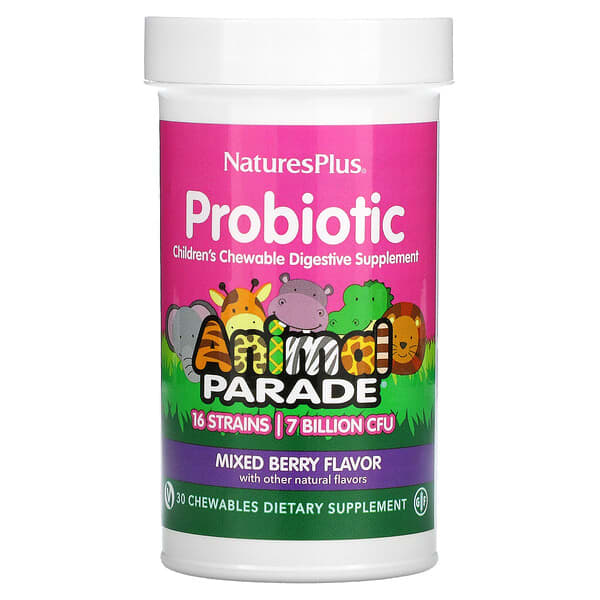 NaturesPlus®
Probiotic
Children's Chewable Digestive Supplement
Animal
PARADE®
16 STRAINS | 7 BILLION CFU
MIXED BERRY FLAVOR
with other natural flavors
V 30 CHEWABLES DIETARY SUPPLEMENT GF